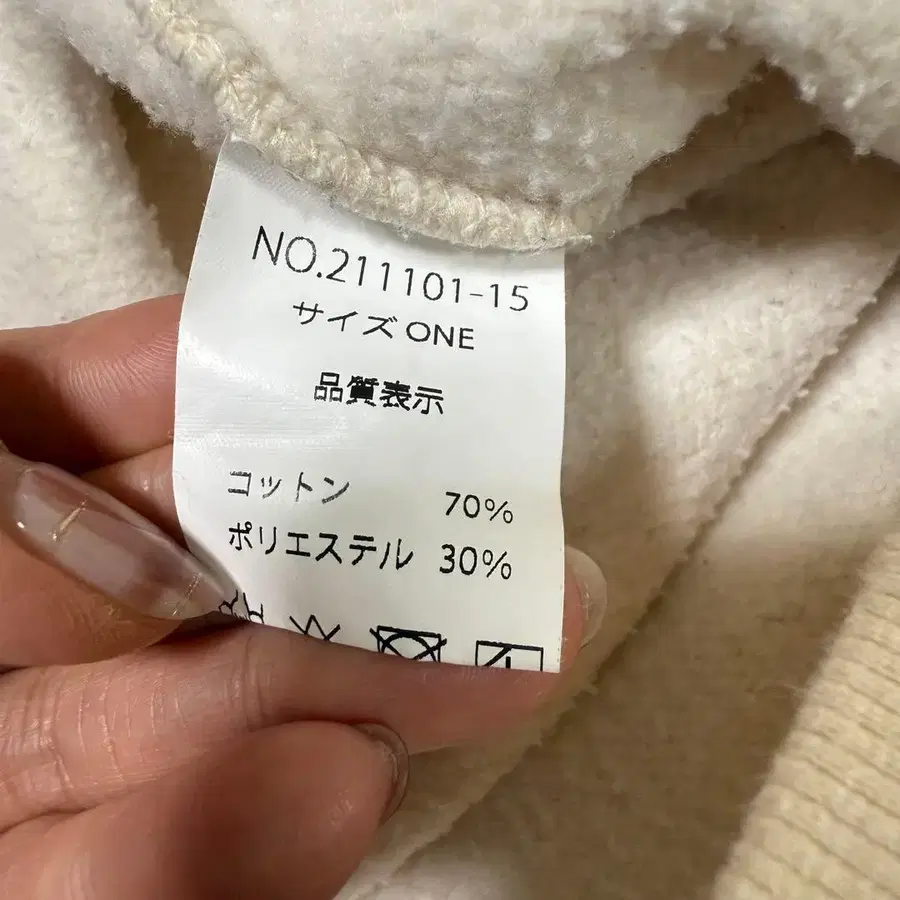 NO.211101-15
サイズ ONE
品質表示
コットン 70%
ポリエステル 30%